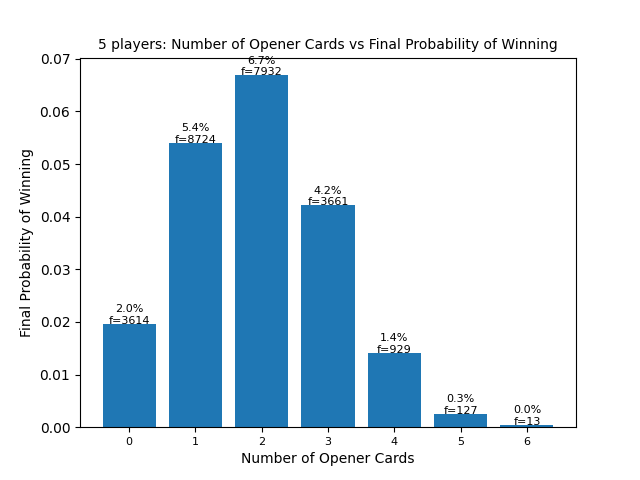 5 players: Number of Opener Cards vs Final Probability of Winning
Final Probability of Winning
0.07
0.06
0.05
0.04
0.03
0.02
0.01
0.00
2.0%
f=3614
5.4%
f=8724
6.7%
f=7932
4.2%
f=3661
1.4%
f=929
0.3%
f=127
0.0%
f=13
0 1 2 3 4 5 6
Number of Opener Cards